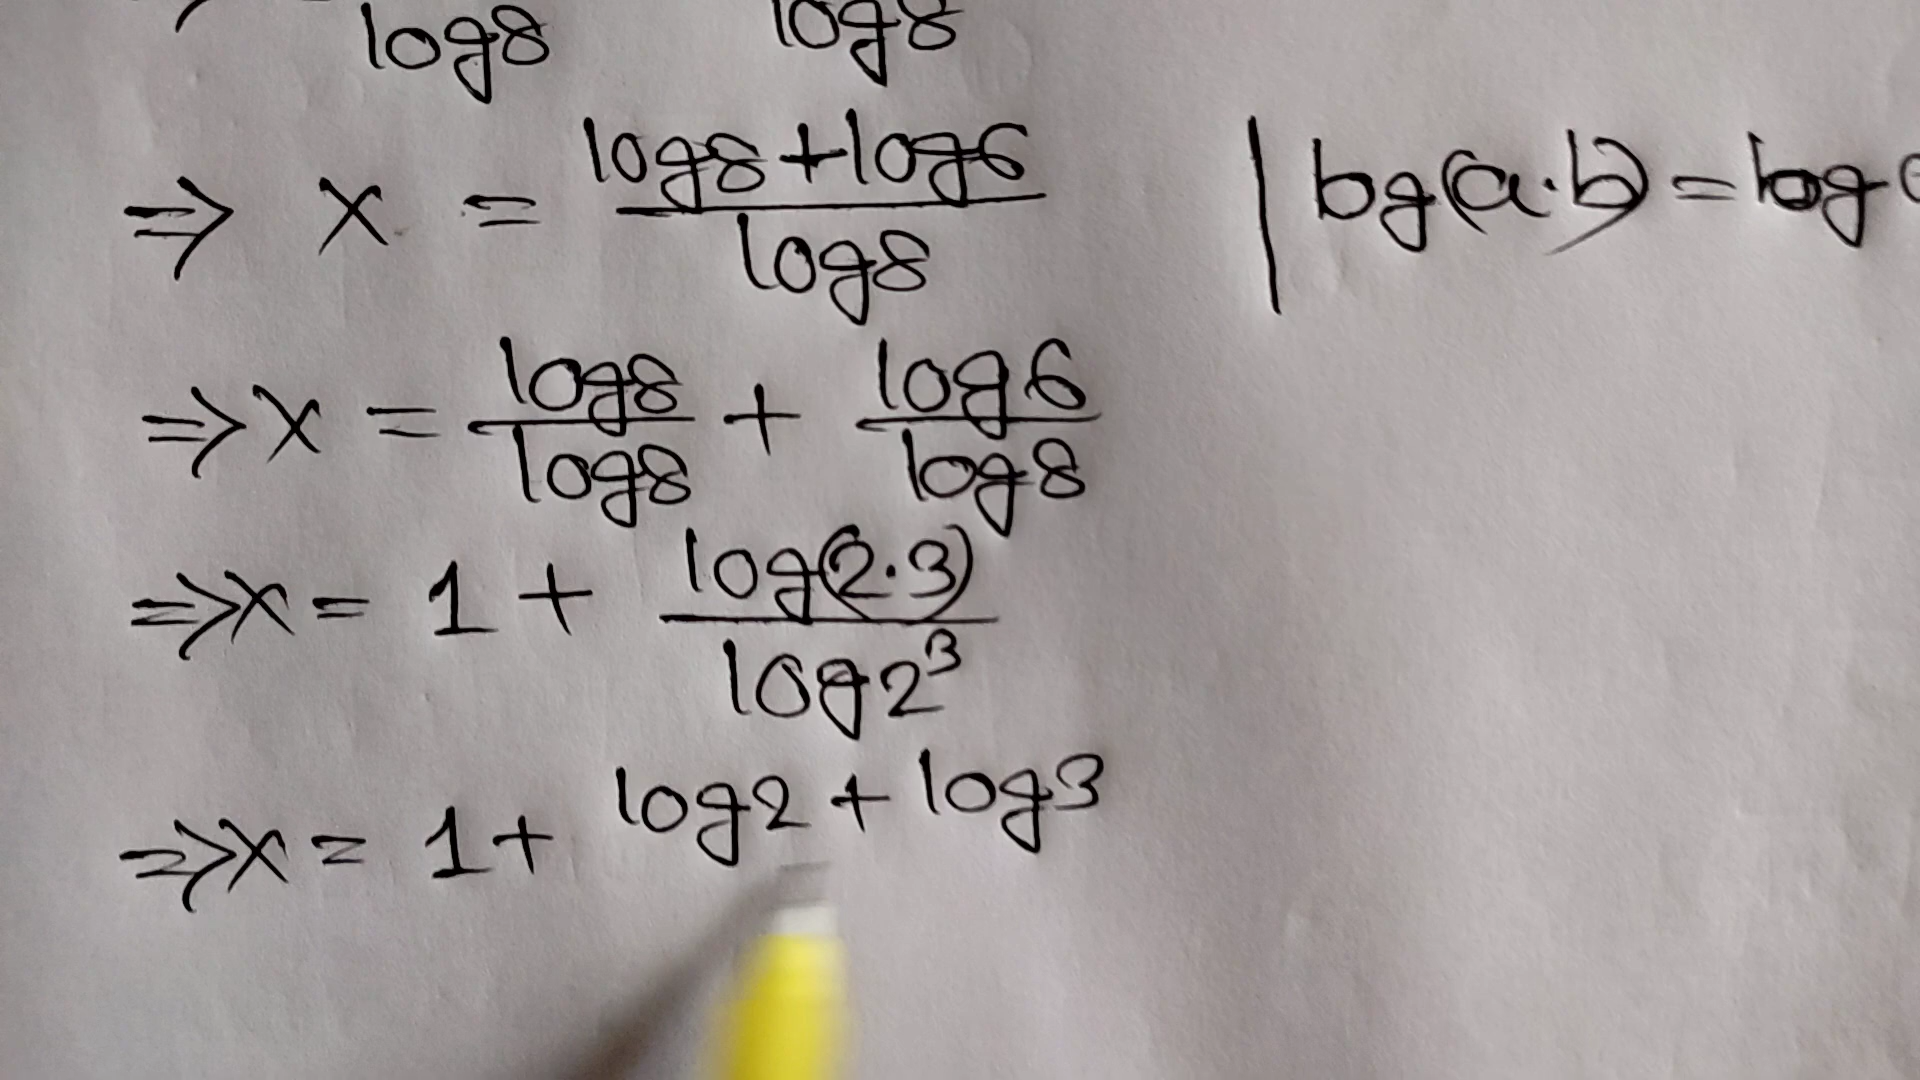 ⇒ log8 log8
⇒ x = (log8+log6)/log8 | log(a.b) = log
⇒ x = log8/log8 + log6/log8
⇒ x = 1 + log(2.3)/log2³
⇒ x = 1 + log2 + log3